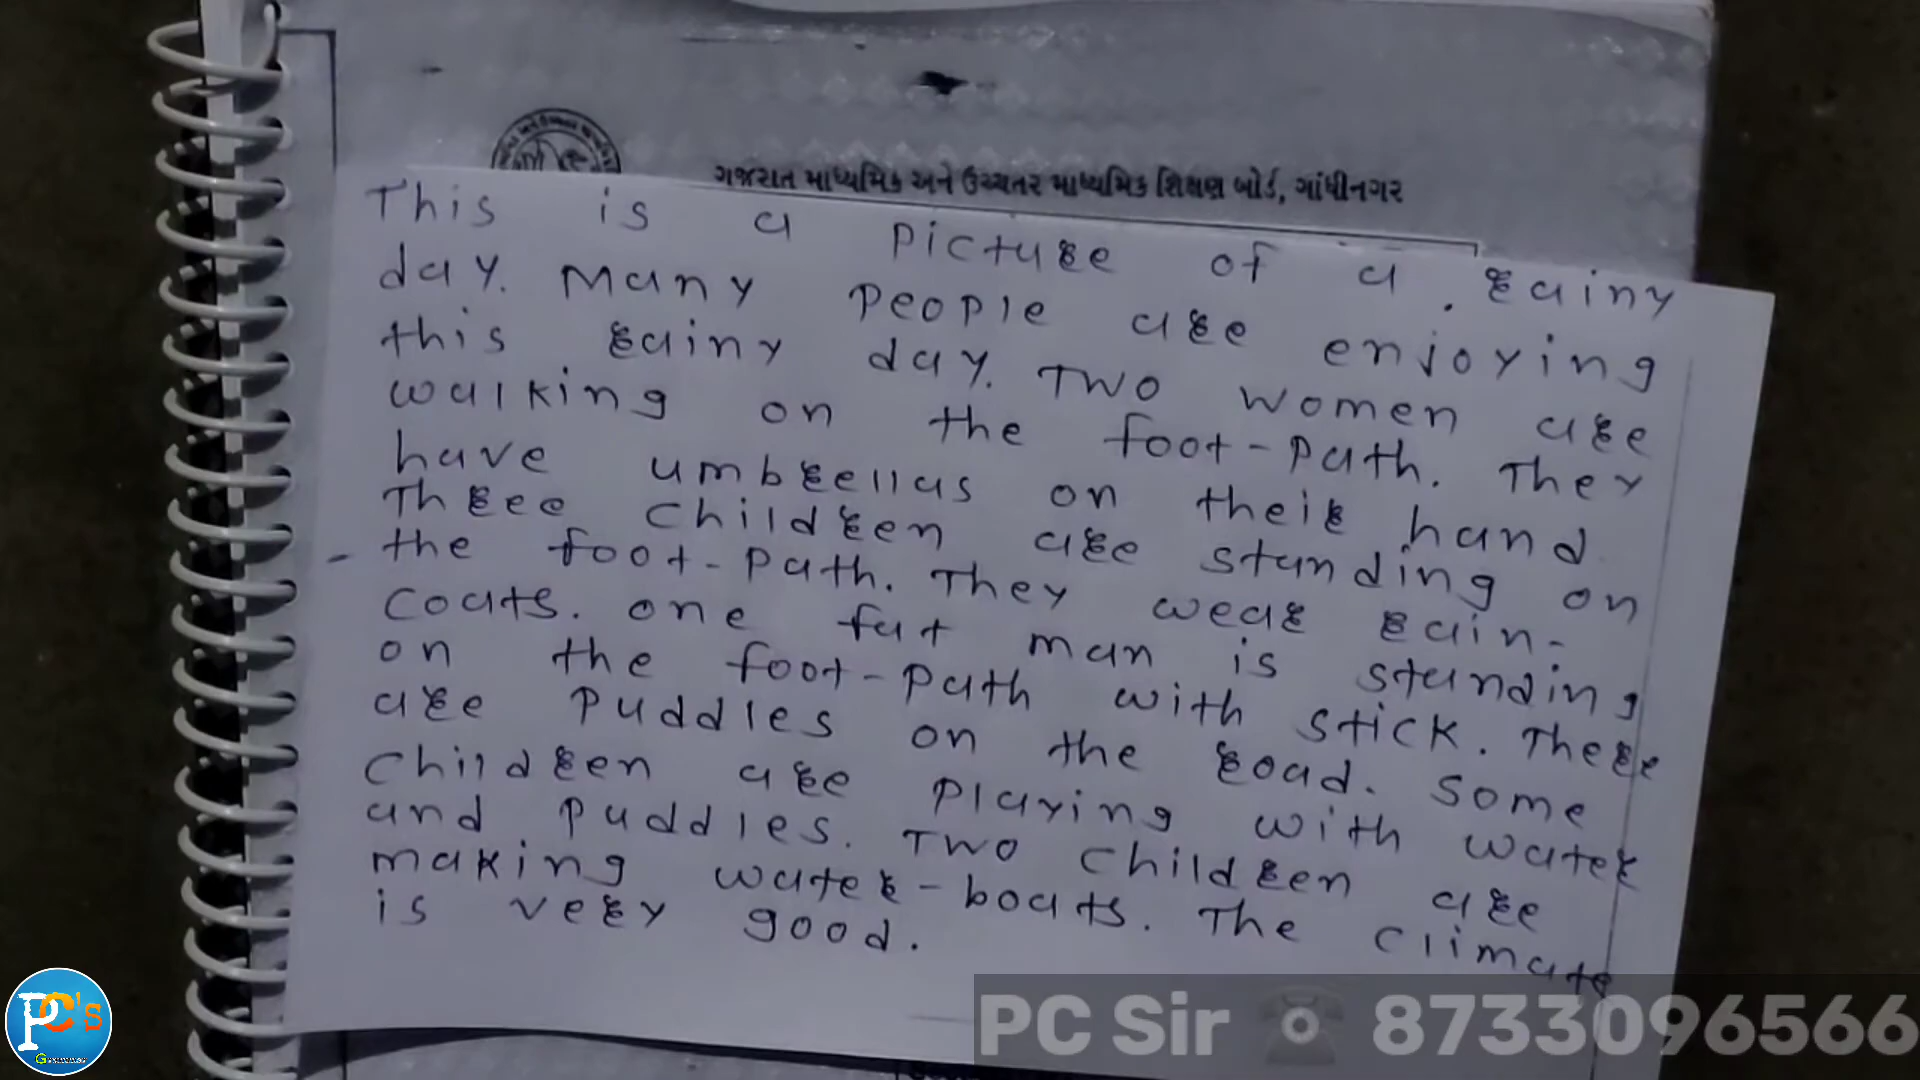 ગુજરાત માધ્યમિક અને ઉચ્ચતર માધ્યમિક શિક્ષણ બોર્ડ, ગાંધીનગર
This is a picture of a rainy
day. Many people are enjoying
this rainy day. Two women are
walking on the foot-path. They
have umbrellas on their hand.
Three children are standing on
the foot-path. They wear rain-
coats. One fat man is standing
on the foot-path with stick. There
are puddles on the road. Some
children are playing with water
and puddles. Two children are
making water-boats. The climate
is very good.
PC's
PC Sir ☎ 8733096566